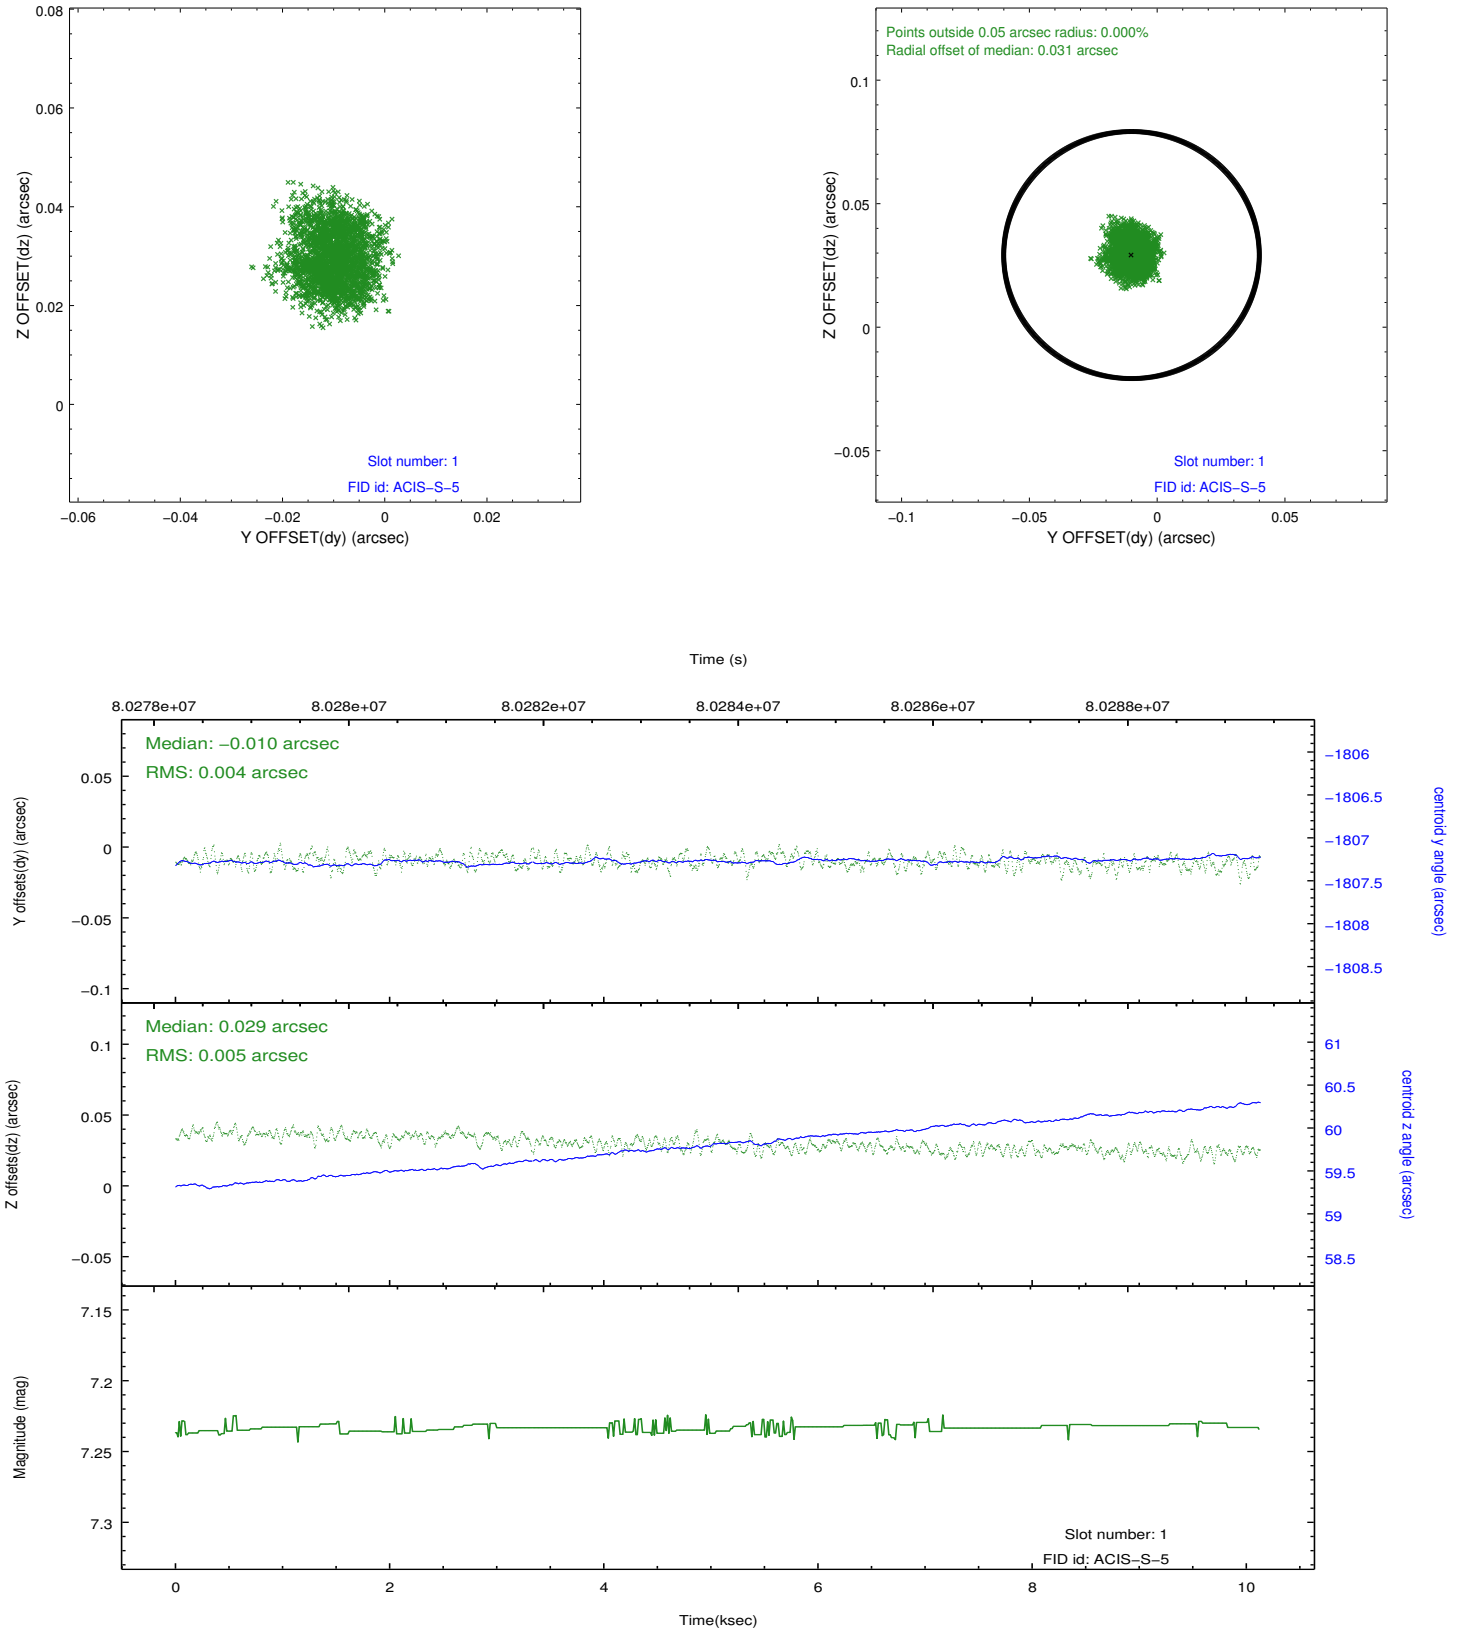 0.08
0.06
0.04
0.02
0
Z OFFSET(dz) (arcsec)
Slot number: 1
FID id: ACIS−S−5
−0.06
−0.04
−0.02
0
0.02
Y OFFSET(dy) (arcsec)
Points outside 0.05 arcsec radius: 0.000%
Radial offset of median: 0.031 arcsec
0.1
0.05
0
−0.05
Z OFFSET(dz) (arcsec)
Slot number: 1
FID id: ACIS−S−5
−0.1
−0.05
0
0.05
Y OFFSET(dy) (arcsec)
Time (s)
8.0278e+07
8.028e+07
8.0282e+07
8.0284e+07
8.0286e+07
8.0288e+07
Median: −0.010 arcsec
RMS: 0.004 arcsec
0.05
0
−0.05
−0.1
Y offsets(dy) (arcsec)
−1806
−1806.5
−1807
−1807.5
−1808
−1808.5
centroid y angle (arcsec)
Median: 0.029 arcsec
RMS: 0.005 arcsec
0.1
0.05
0
−0.05
Z offsets(dz) (arcsec)
61
60.5
60
59.5
59
58.5
centroid z angle (arcsec)
7.15
7.2
7.25
7.3
Magnitude (mag)
Slot number: 1
FID id: ACIS−S−5
0
2
4
6
8
10
Time(ksec)